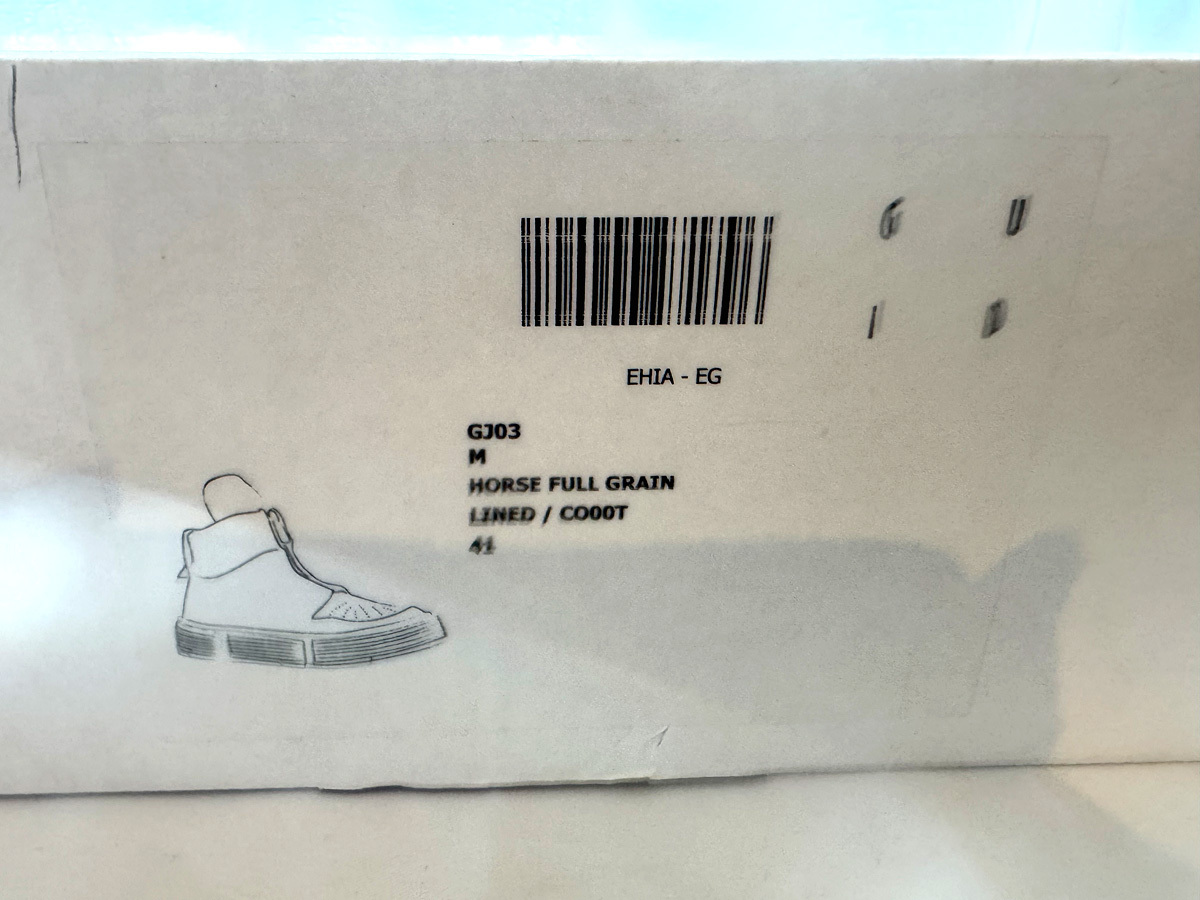 G U
I D
EHIA - EG
GJ03
M
HORSE FULL GRAIN
LINED / CO00T
41